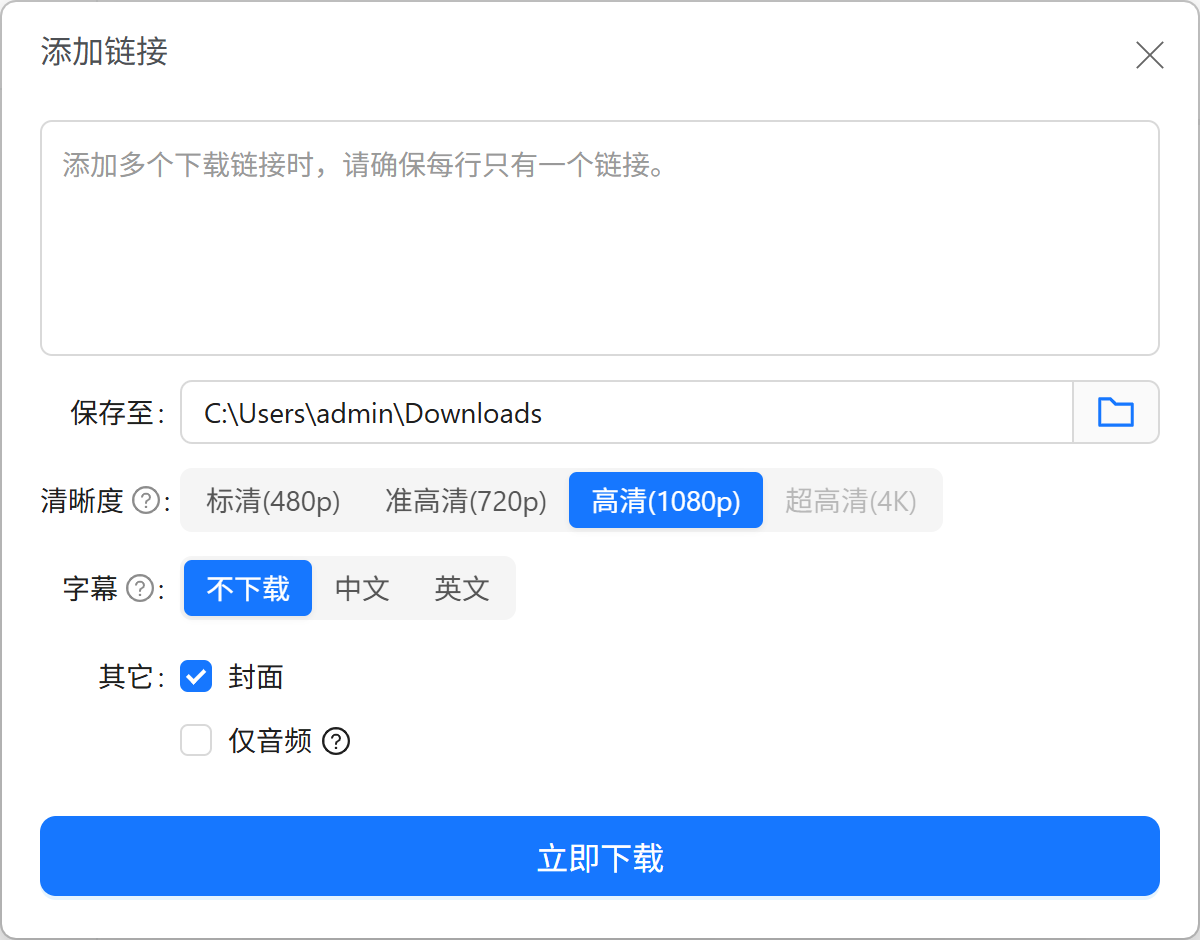 添加链接
添加多个下载链接时，请确保每行只有一个链接。
保存至: C:\Users\admin\Downloads
清晰度 ? : 标清(480p) 准高清(720p) 高清(1080p) 超高清(4K)
字幕 ? : 不下载 中文 英文
其它: 封面
仅音频 ?
立即下载